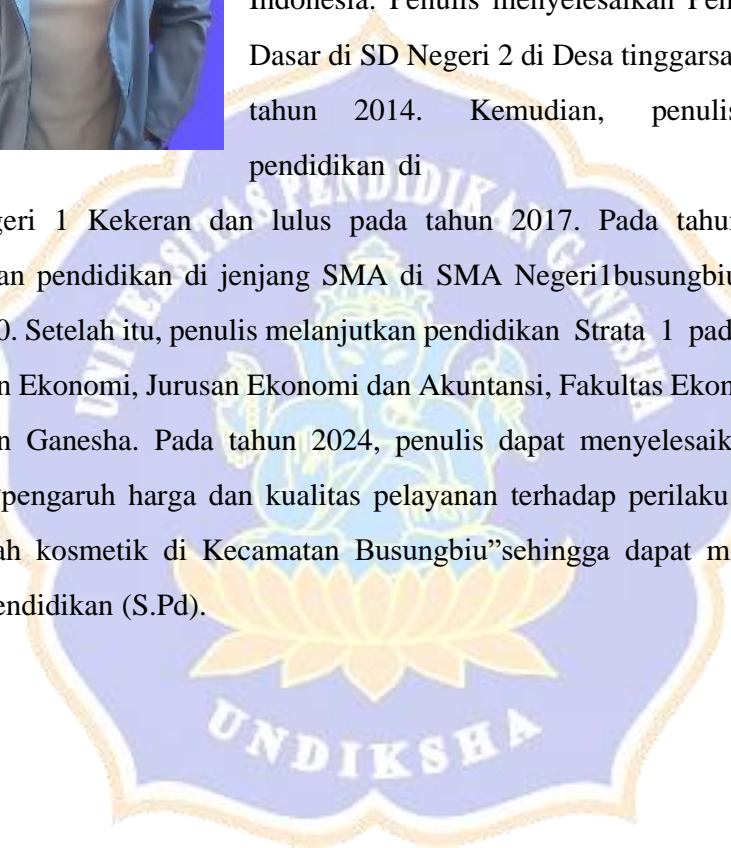 Indonesia. Penulis menyelesaikan Pen
Dasar di SD Negeri 2 di Desa tinggarsa
tahun 2014. Kemudian, penulis
pendidikan di
geri 1 Kekeran dan lulus pada tahun 2017. Pada tahun
an pendidikan di jenjang SMA di SMA Negeri1busungbiu
0. Setelah itu, penulis melanjutkan pendidikan Strata 1 pad
n Ekonomi, Jurusan Ekonomi dan Akuntansi, Fakultas Ekon
n Ganesha. Pada tahun 2024, penulis dapat menyelesaik
pengaruh harga dan kualitas pelayanan terhadap perilaku
ah kosmetik di Kecamatan Busungbiu”sehingga dapat m
endidikan (S.Pd).
UNIVERSITAS PENDIDIKAN GANESHA
UNDIKSHA